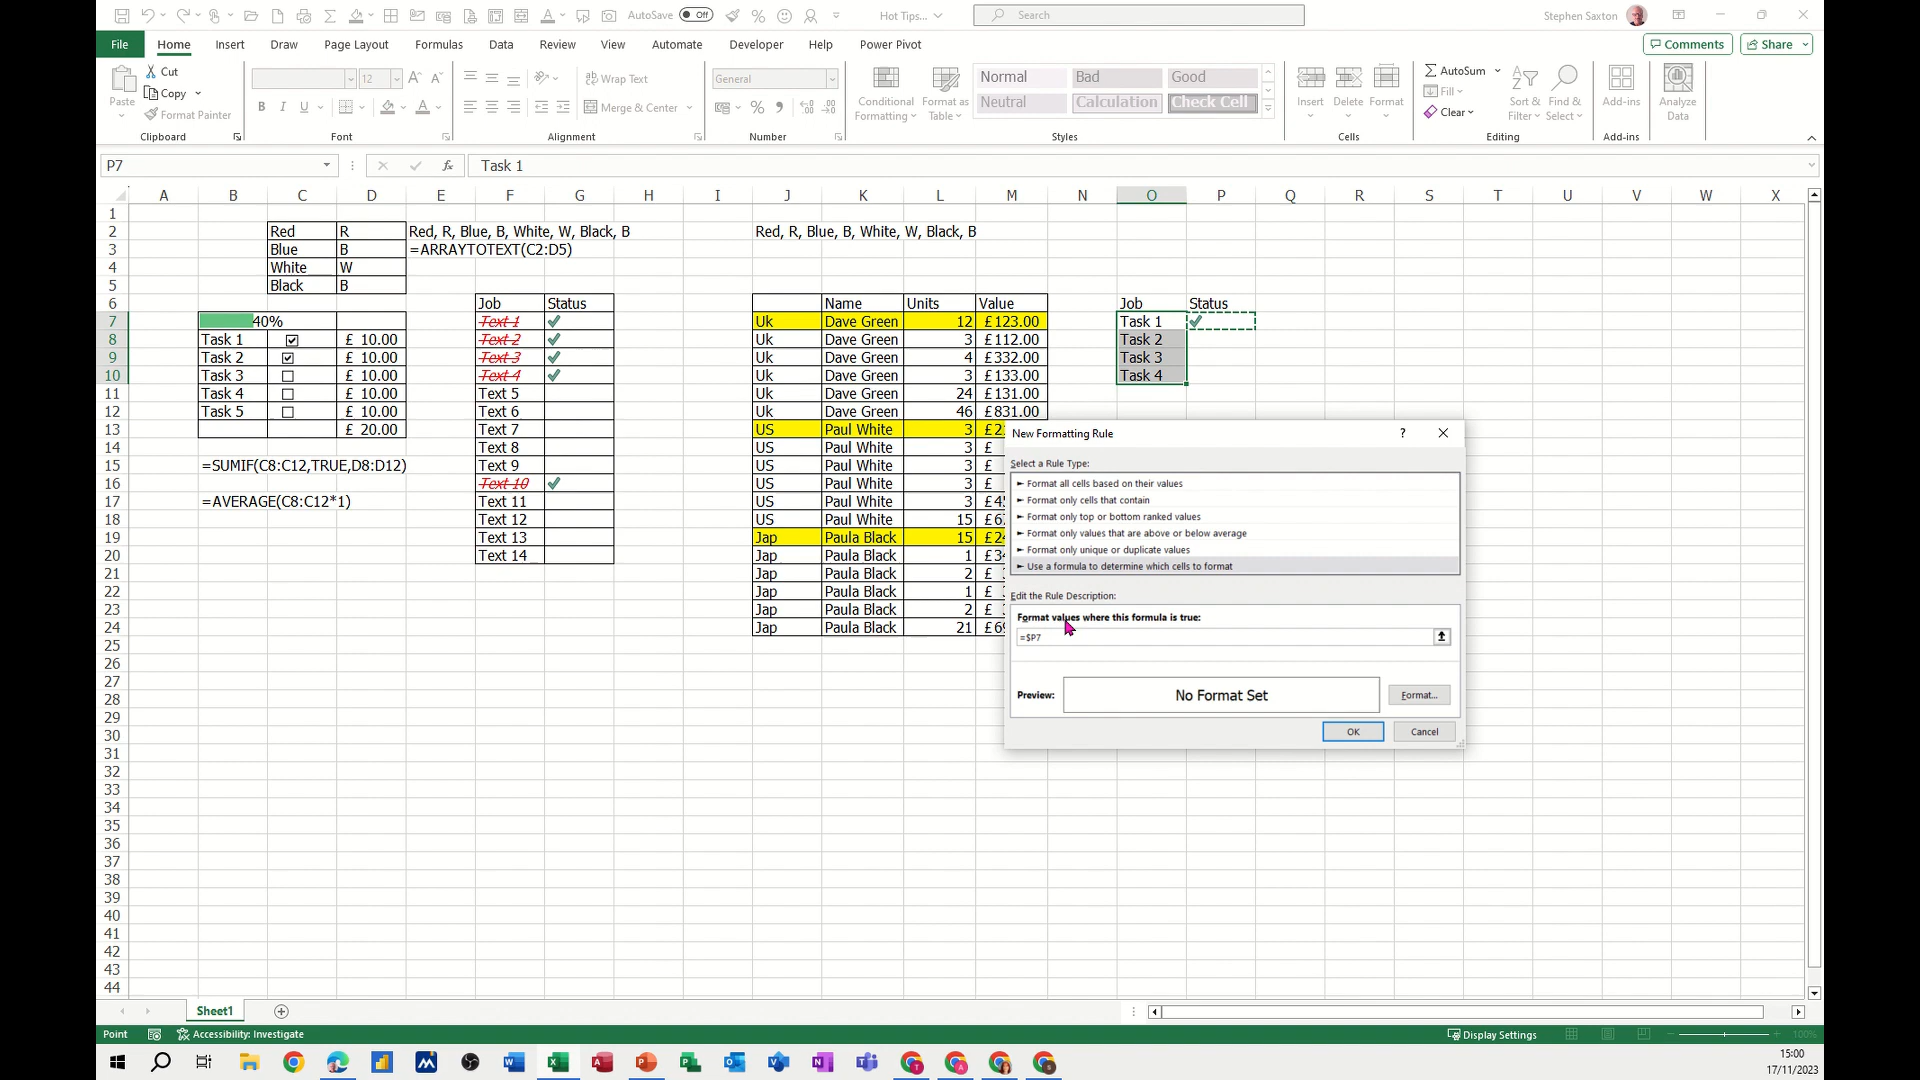 AutoSave Off Hot Tips... Search Stephen Saxton
File Home Insert Draw Page Layout Formulas Data Review View Automate Developer Help Power Pivot Comments Share
Cut
Copy
Format Painter
Paste
Clipboard
12
B I U
Font
Wrap Text
Merge & Center
Alignment
General
Number
Conditional Formatting
Format as Table
Normal Bad Good
Neutral Calculation Check Cell
Styles
Insert Delete Format
Cells
AutoSum
Fill
Clear
Sort & Filter
Find & Select
Editing
Add-ins
Add-ins
Analyze Data
P7 fx Task 1
A B C D E F G H I J K L M N O P Q R S T U V W X
1
2 Red R Red, R, Blue, B, White, W, Black, B Red, R, Blue, B, White, W, Black, B
3 Blue B =ARRAYTOTEXT(C2:D5)
4 White W
5 Black B
6 Job Status Name Units Value Job Status
7 40% Text 1 Uk Dave Green 12 £123.00 Task 1
8 Task 1 £ 10.00 Text 2 Uk Dave Green 3 £112.00 Task 2
9 Task 2 £ 10.00 Text 3 Uk Dave Green 4 £332.00 Task 3
10 Task 3 £ 10.00 Text 4 Uk Dave Green 3 £133.00 Task 4
11 Task 4 £ 10.00 Text 5 Uk Dave Green 24 £131.00
12 Task 5 £ 10.00 Text 6 Uk Dave Green 46 £831.00
13 £ 20.00 Text 7 US Paul White 3
14 Text 8 US Paul White 3 £
15 =SUMIF(C8:C12,TRUE,D8:D12) Text 9 US Paul White 3 £
16 Text 10 US Paul White 3 £
17 =AVERAGE(C8:C12*1) Text 11 US Paul White 3
18 Text 12 US Paul White 15
19 Text 13 Jap Paula Black 15
20 Text 14 Jap Paula Black 1
21 Jap Paula Black 2 £
22 Jap Paula Black 1 £
23 Jap Paula Black 2 £
24 Jap Paula Black 21
25
26
27
28
29
30
31
32
33
34
35
36
37
38
39
40
41
42
43
44
New Formatting Rule ?
Select a Rule Type:
► Format all cells based on their values
► Format only cells that contain
► Format only top or bottom ranked values
► Format only values that are above or below average
► Format only unique or duplicate values
► Use a formula to determine which cells to format
Edit the Rule Description:
Format values where this formula is true:
=$P7
Preview: No Format Set Format...
OK Cancel
Sheet1
Point Accessibility: Investigate Display Settings 100%
15:00
17/11/2023